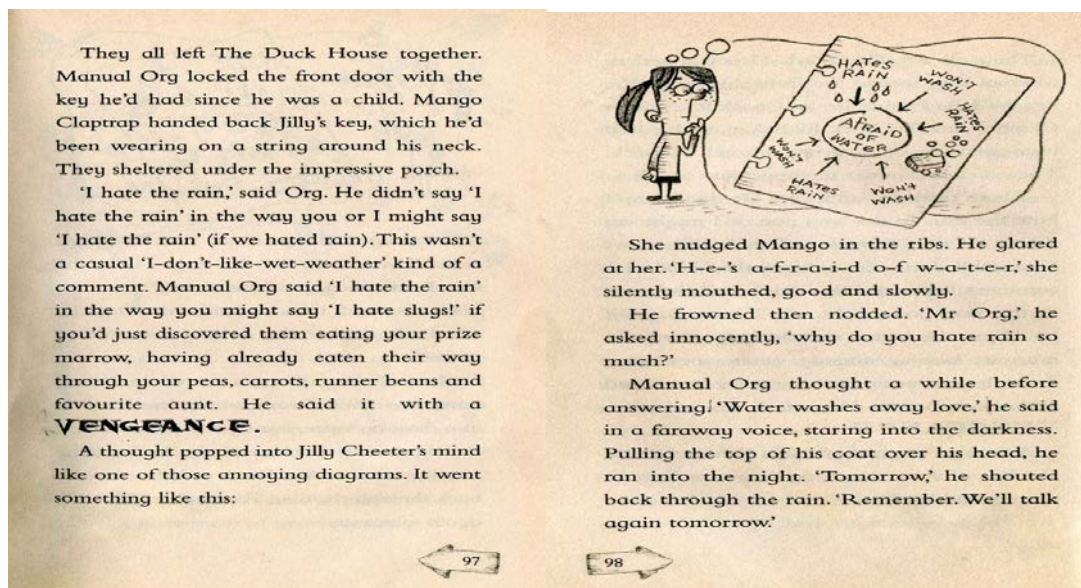 They all left The Duck House together.
Manual Org locked the front door with the
key he'd had since he was a child. Mango
Claptrap handed back Jilly's key, which he'd
been wearing on a string around his neck.
They sheltered under the impressive porch.
'I hate the rain,' said Org. He didn't say 'I
hate the rain' in the way you or I might say
'I hate the rain' (if we hated rain). This wasn't
a casual 'I-don't-like-wet-weather' kind of a
comment. Manual Org said 'I hate the rain'
in the way you might say 'I hate slugs!' if
you'd just discovered them eating your prize
marrow, having already eaten their way
through your peas, carrots, runner beans and
favourite aunt. He said it with a
VENGEANCE.
A thought popped into Jilly Cheeter's mind
like one of those annoying diagrams. It went
something like this:
97
HATES
RAIN
WON'T
WASH
HATES
RAIN
AFRAID
OF
WATER
WON'T
WASH
HATES
RAIN
WON'T
WASH
She nudged Mango in the ribs. He glared
at her. 'H-e-'s a-f-r-a-i-d o-f w-a-t-e-r,' she
silently mouthed, good and slowly.
He frowned then nodded. 'Mr Org,' he
asked innocently, 'why do you hate rain so
much?'
Manual Org thought a while before
answering. 'Water washes away love,' he said
in a faraway voice, staring into the darkness.
Pulling the top of his coat over his head, he
ran into the night. 'Tomorrow,' he shouted
back through the rain. 'Remember. We'll talk
again tomorrow.'
98